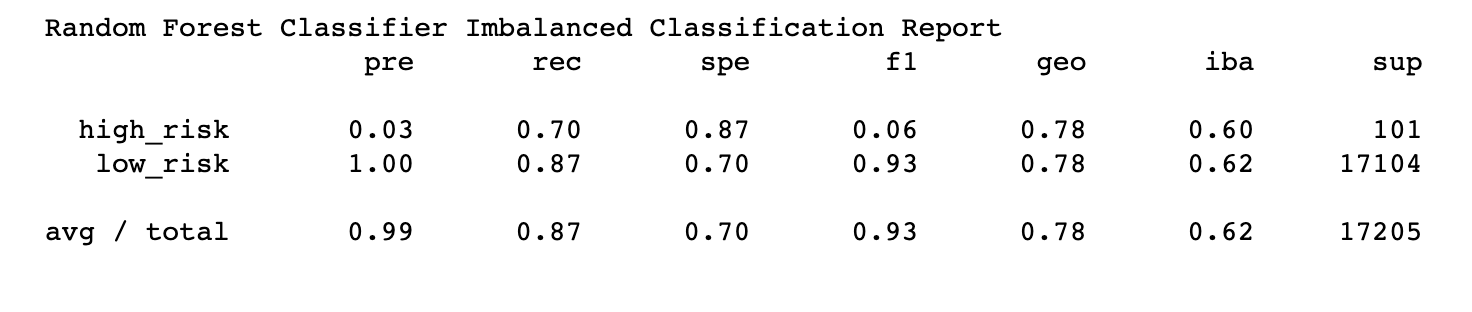 Random Forest Classifier Imbalanced Classification Report
pre rec spe f1 geo iba sup
high_risk 0.03 0.70 0.87 0.06 0.78 0.60 101
low_risk 1.00 0.87 0.70 0.93 0.78 0.62 17104
avg / total 0.99 0.87 0.70 0.93 0.78 0.62 17205